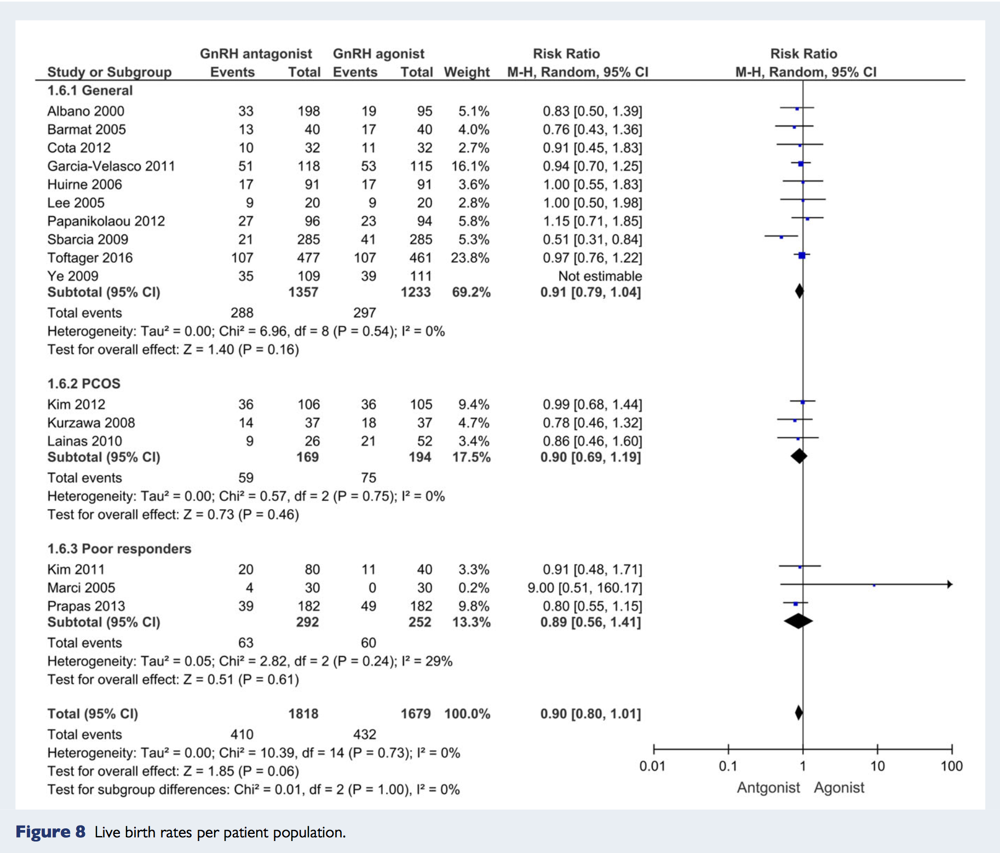 GnRH antagonist GnRH agonist Risk Ratio Risk Ratio
Study or Subgroup Events Total Events Total Weight M-H, Random, 95% CI M-H, Random, 95% CI
1.6.1 General
Albano 2000 33 198 19 95 5.1% 0.83 [0.50, 1.39]
Barmat 2005 13 40 17 40 4.0% 0.76 [0.43, 1.36]
Cota 2012 10 32 11 32 2.7% 0.91 [0.45, 1.83]
Garcia-Velasco 2011 51 118 53 115 16.1% 0.94 [0.70, 1.25]
Huirne 2006 17 91 17 91 3.6% 1.00 [0.55, 1.83]
Lee 2005 9 20 9 20 2.8% 1.00 [0.50, 1.98]
Papanikolaou 2012 27 96 23 94 5.8% 1.15 [0.71, 1.85]
Sbarcia 2009 21 285 41 285 5.3% 0.51 [0.31, 0.84]
Toftager 2016 107 477 107 461 23.8% 0.97 [0.76, 1.22]
Ye 2009 35 109 39 111 Not estimable
Subtotal (95% CI) 1357 1233 69.2% 0.91 [0.79, 1.04]
Total events 288 297
Heterogeneity: Tau² = 0.00; Chi² = 6.96, df = 8 (P = 0.54); I² = 0%
Test for overall effect: Z = 1.40 (P = 0.16)
1.6.2 PCOS
Kim 2012 36 106 36 105 9.4% 0.99 [0.68, 1.44]
Kurzawa 2008 14 37 18 37 4.7% 0.78 [0.46, 1.32]
Lainas 2010 9 26 21 52 3.4% 0.86 [0.46, 1.60]
Subtotal (95% CI) 169 194 17.5% 0.90 [0.69, 1.19]
Total events 59 75
Heterogeneity: Tau² = 0.00; Chi² = 0.57, df = 2 (P = 0.75); I² = 0%
Test for overall effect: Z = 0.73 (P = 0.46)
1.6.3 Poor responders
Kim 2011 20 80 11 40 3.3% 0.91 [0.48, 1.71]
Marci 2005 4 30 0 30 0.2% 9.00 [0.51, 160.17]
Prapas 2013 39 182 49 182 9.8% 0.80 [0.55, 1.15]
Subtotal (95% CI) 292 252 13.3% 0.89 [0.56, 1.41]
Total events 63 60
Heterogeneity: Tau² = 0.05; Chi² = 2.82, df = 2 (P = 0.24); I² = 29%
Test for overall effect: Z = 0.51 (P = 0.61)
Total (95% CI) 1818 1679 100.0% 0.90 [0.80, 1.01]
Total events 410 432
Heterogeneity: Tau² = 0.00; Chi² = 10.39, df = 14 (P = 0.73); I² = 0%
Test for overall effect: Z = 1.85 (P = 0.06)
Test for subgroup differences: Chi² = 0.01, df = 2 (P = 1.00), I² = 0%
0.01 0.1 1 10 100
Antgonist Agonist
Figure 8 Live birth rates per patient population.